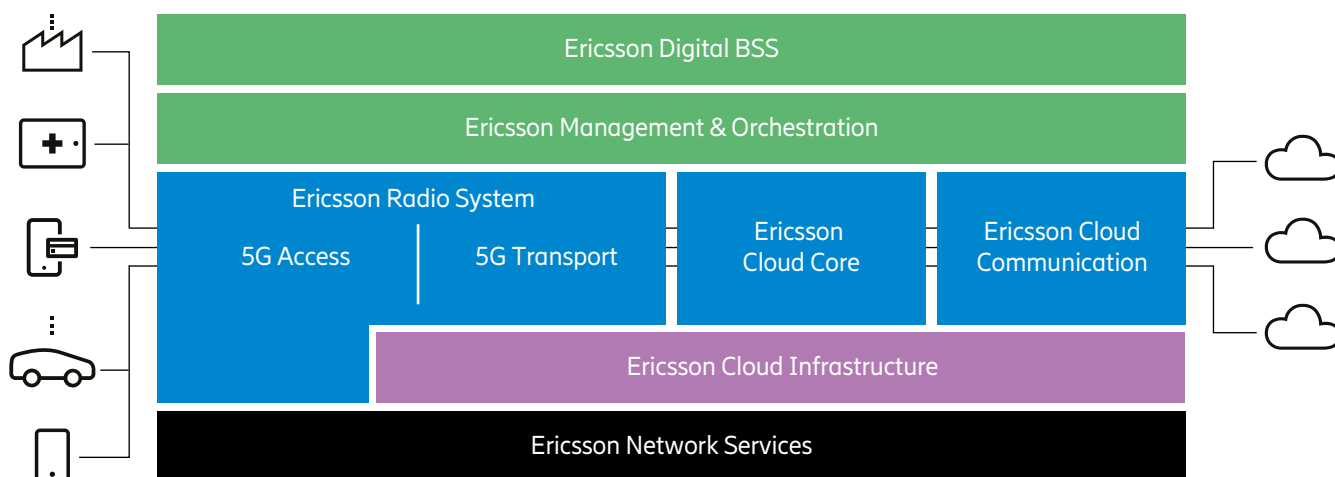 Ericsson Digital BSS
Ericsson Management & Orchestration
Ericsson Radio System
5G Access
5G Transport
Ericsson
Cloud Core
Ericsson Cloud
Communication
Ericsson Cloud Infrastructure
Ericsson Network Services